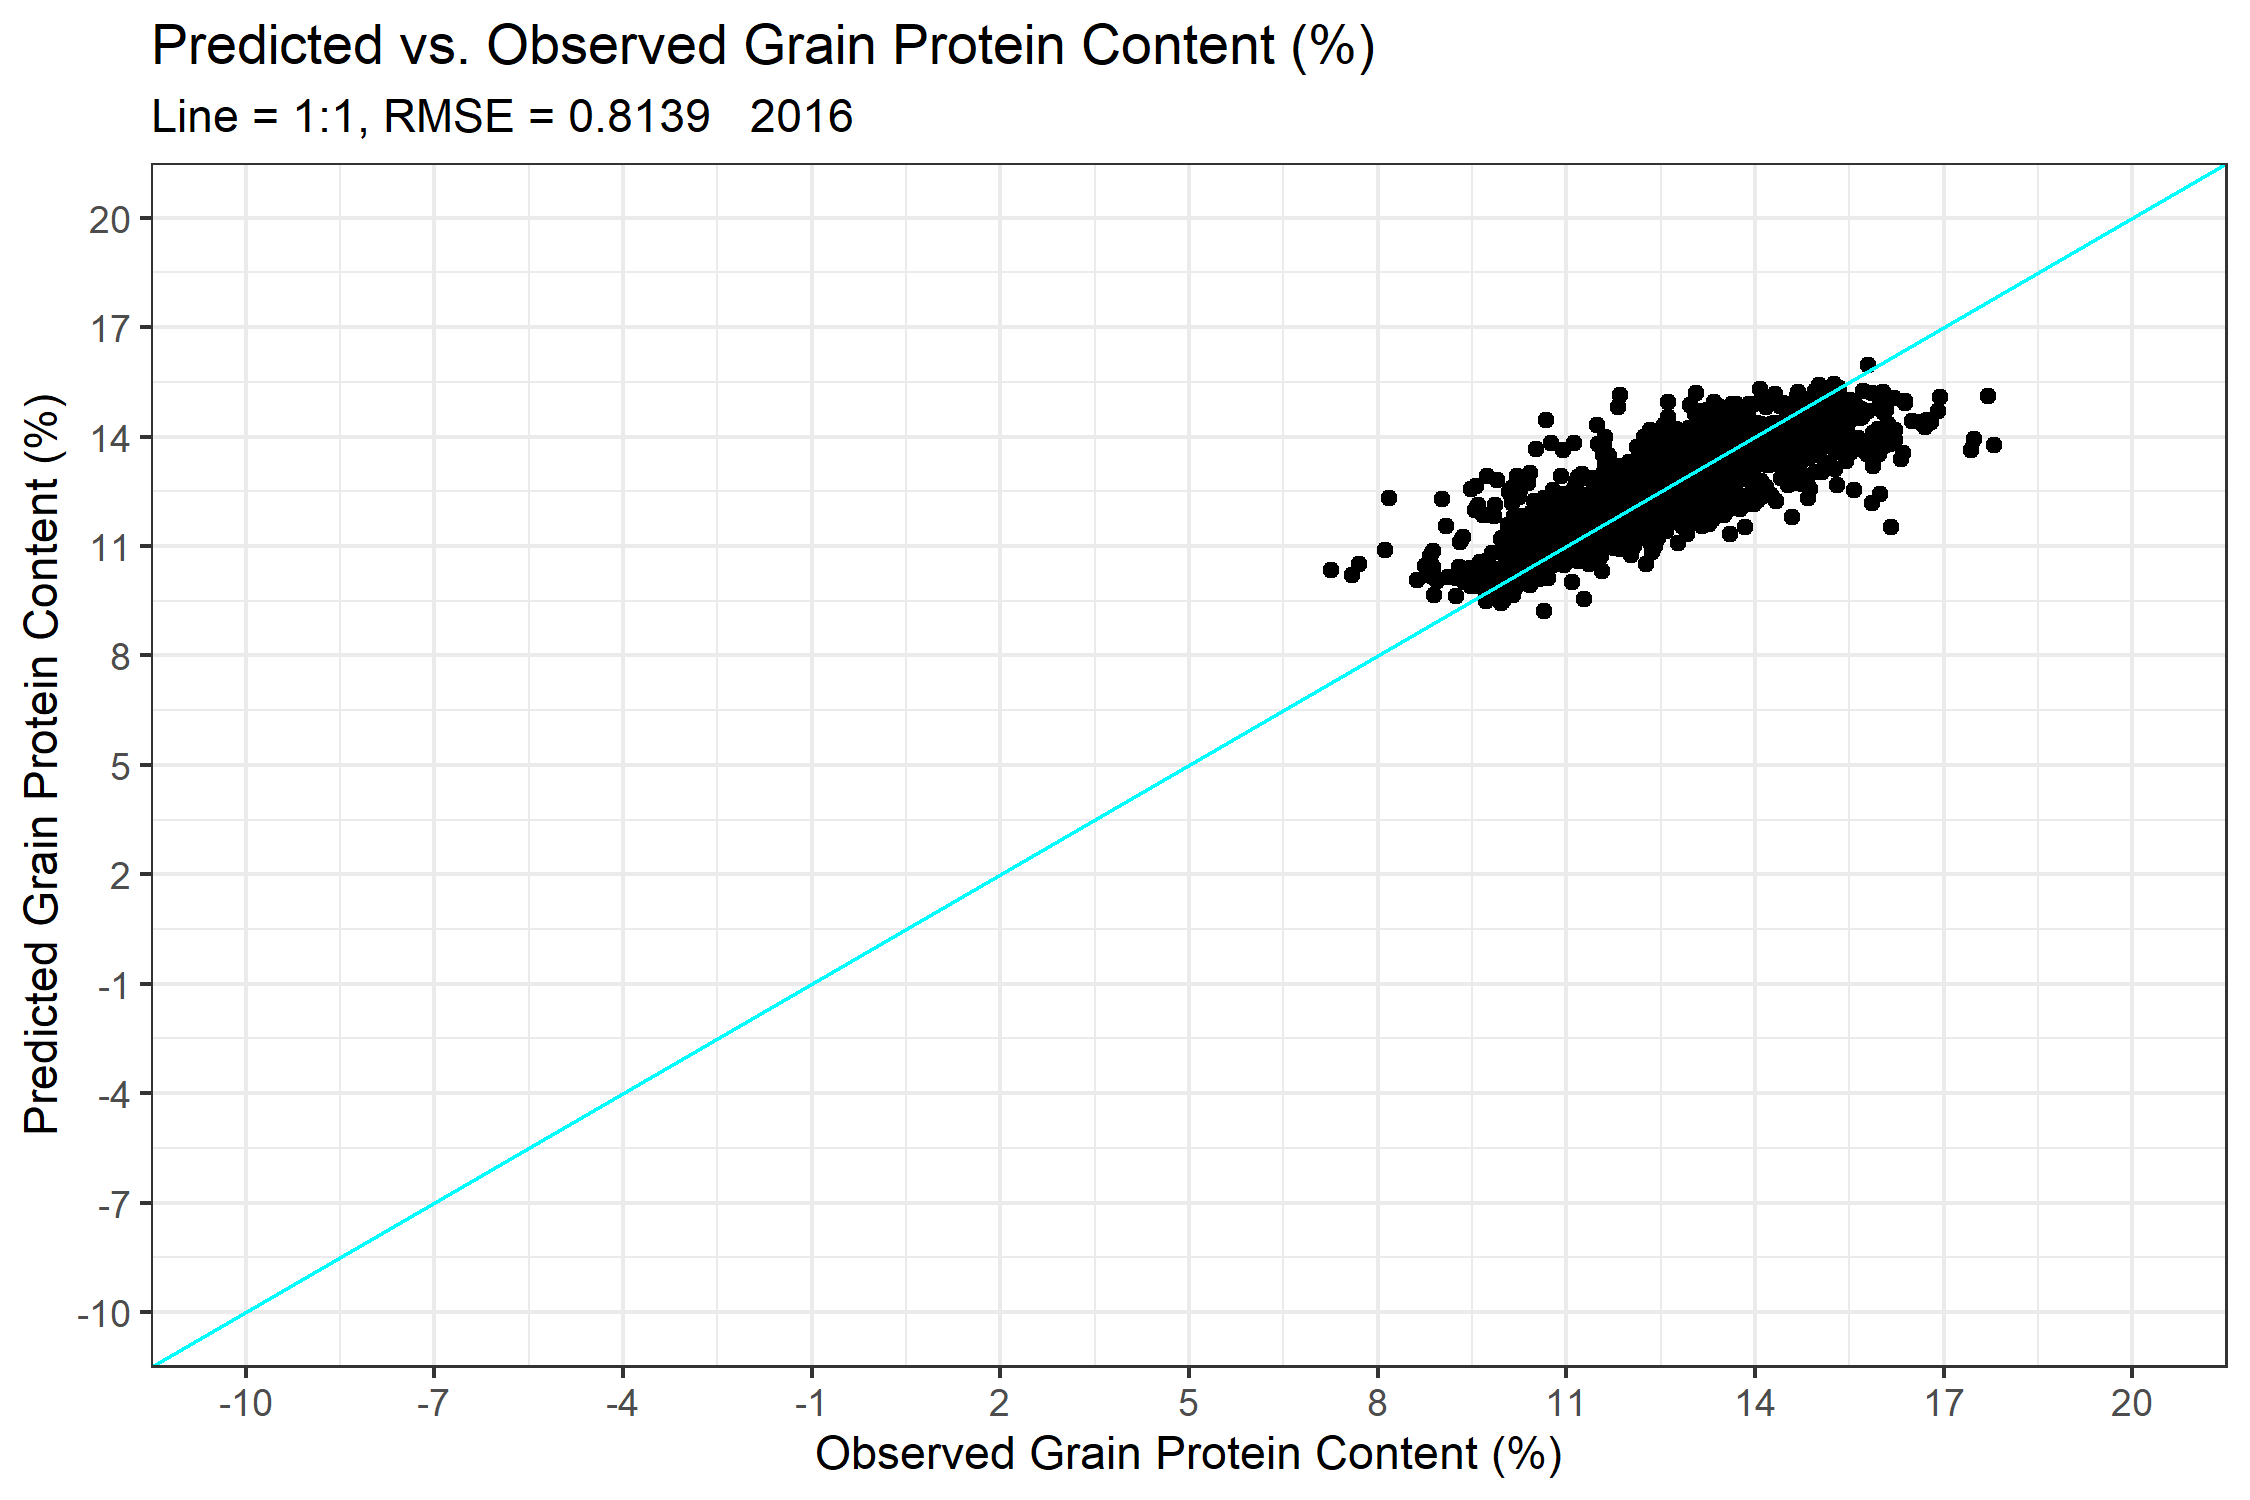 Predicted vs. Observed Grain Protein Content (%)
Line = 1:1, RMSE = 0.8139   2016
Predicted Grain Protein Content (%)
20
17
14
11
8
5
2
-1
-4
-7
-10
-10 -7 -4 -1 2 5 8 11 14 17 20
Observed Grain Protein Content (%)